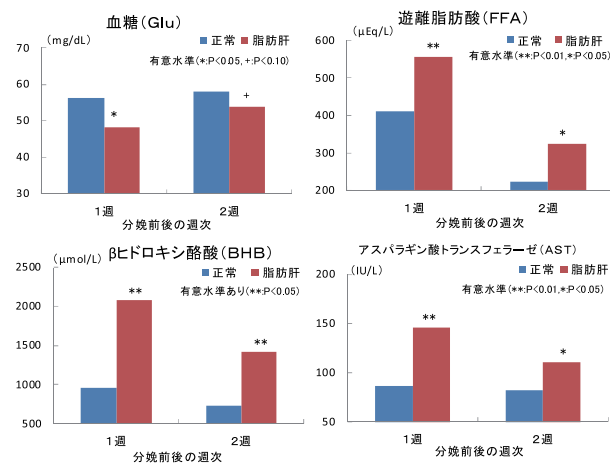 血糖(Glu)
(mg/dL)
正常 脂肪肝
有意水準(*:P<0.05, +:P<0.10)
70
60
50
40
30
*
+
1週 2週
分娩前後の週次
遊離脂肪酸(FFA)
(μEq/L)
正常 脂肪肝
有意水準(**:P<0.01,*:P<0.05)
600
500
400
300
200
**
*
1週 2週
分娩前後の週次
βヒドロキシ酪酸(BHB)
(μmol/L)
正常 脂肪肝
有意水準あり(**:P<0.05)
2500
2000
1500
1000
500
**
**
1週 2週
分娩前後の週次
アスパラギン酸トランスフェラーゼ(AST)
(IU/L)
正常 脂肪肝
有意水準(**:P<0.01,*:P<0.05)
200
150
100
50
**
*
1週 2週
分娩前後の週次